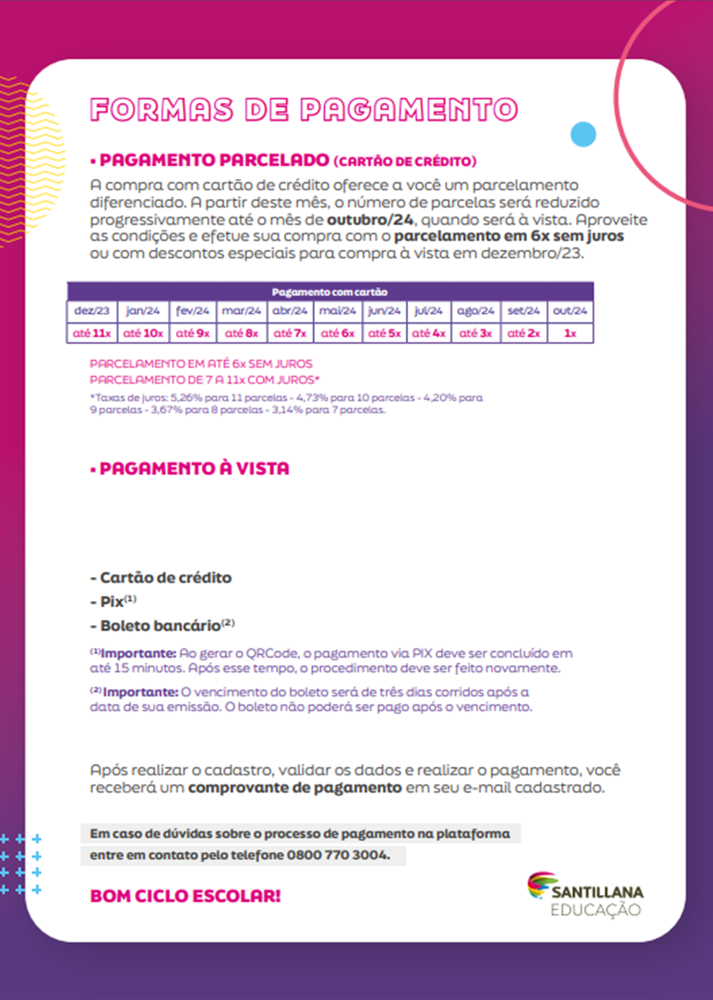 FORMAS DE PAGAMENTO
▪ PAGAMENTO PARCELADO (CARTÃO DE CRÉDITO)
A compra com cartão de crédito oferece a você um parcelamento
diferenciado. A partir deste mês, o número de parcelas será reduzido
progressivamente até o mês de outubro/24, quando será à vista. Aproveite
as condições e efetue sua compra com o parcelamento em 6x sem juros
ou com descontos especiais para compra à vista em dezembro/23.
Pagamento com cartão
dez/23 jan/24 fev/24 mar/24 abr/24 mai/24 jun/24 jul/24 ago/24 set/24 out/24
até 11x até 10x até 9x até 8x até 7x até 6x até 5x até 4x até 3x até 2x 1x
PARCELAMENTO EM ATÉ 6x SEM JUROS
PARCELAMENTO DE 7 A 11x COM JUROS*
*Taxas de juros: 5,26% para 11 parcelas - 4,73% para 10 parcelas - 4,20% para
9 parcelas - 3,67% para 8 parcelas - 3,14% para 7 parcelas.
▪ PAGAMENTO À VISTA
- Cartão de crédito
- Pix(1)
- Boleto bancário(2)
(1)Importante: Ao gerar o QRCode, o pagamento via PIX deve ser concluído em
até 15 minutos. Após esse tempo, o procedimento deve ser feito novamente.
(2)Importante: O vencimento do boleto será de três dias corridos após a
data de sua emissão. O boleto não poderá ser pago após o vencimento.
Após realizar o cadastro, validar os dados e realizar o pagamento, você
receberá um comprovante de pagamento em seu e-mail cadastrado.
Em caso de dúvidas sobre o processo de pagamento na plataforma
entre em contato pelo telefone 0800 770 3004.
BOM CICLO ESCOLAR!
SANTILLANA
EDUCAÇÃO